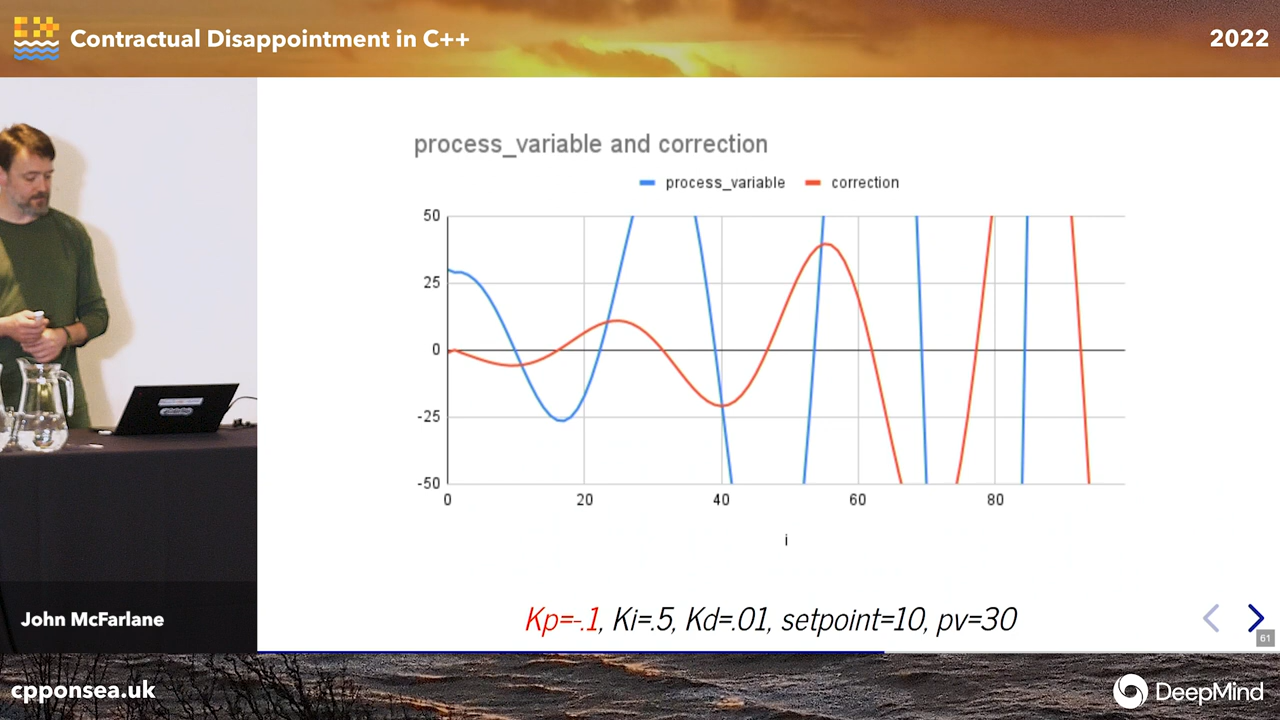 Contractual Disappointment in C++
2022
process_variable and correction
process_variable
correction
50
25
0
-25
-50
0
20
40
60
80
i
Kp=-.1, Ki=.5, Kd=.01, setpoint=10, pv=30
61
John McFarlane
cpponsea.uk
DeepMind